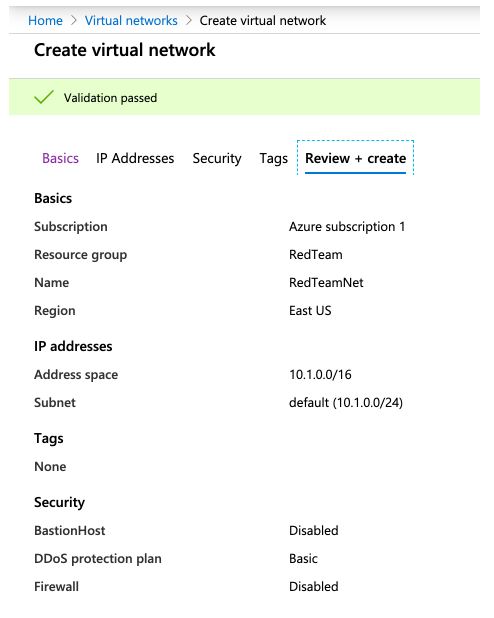 Home > Virtual networks > Create virtual network
Create virtual network
Validation passed
Basics IP Addresses Security Tags Review + create
Basics
Subscription Azure subscription 1
Resource group RedTeam
Name RedTeamNet
Region East US
IP addresses
Address space 10.1.0.0/16
Subnet default (10.1.0.0/24)
Tags
None
Security
BastionHost Disabled
DDoS protection plan Basic
Firewall Disabled